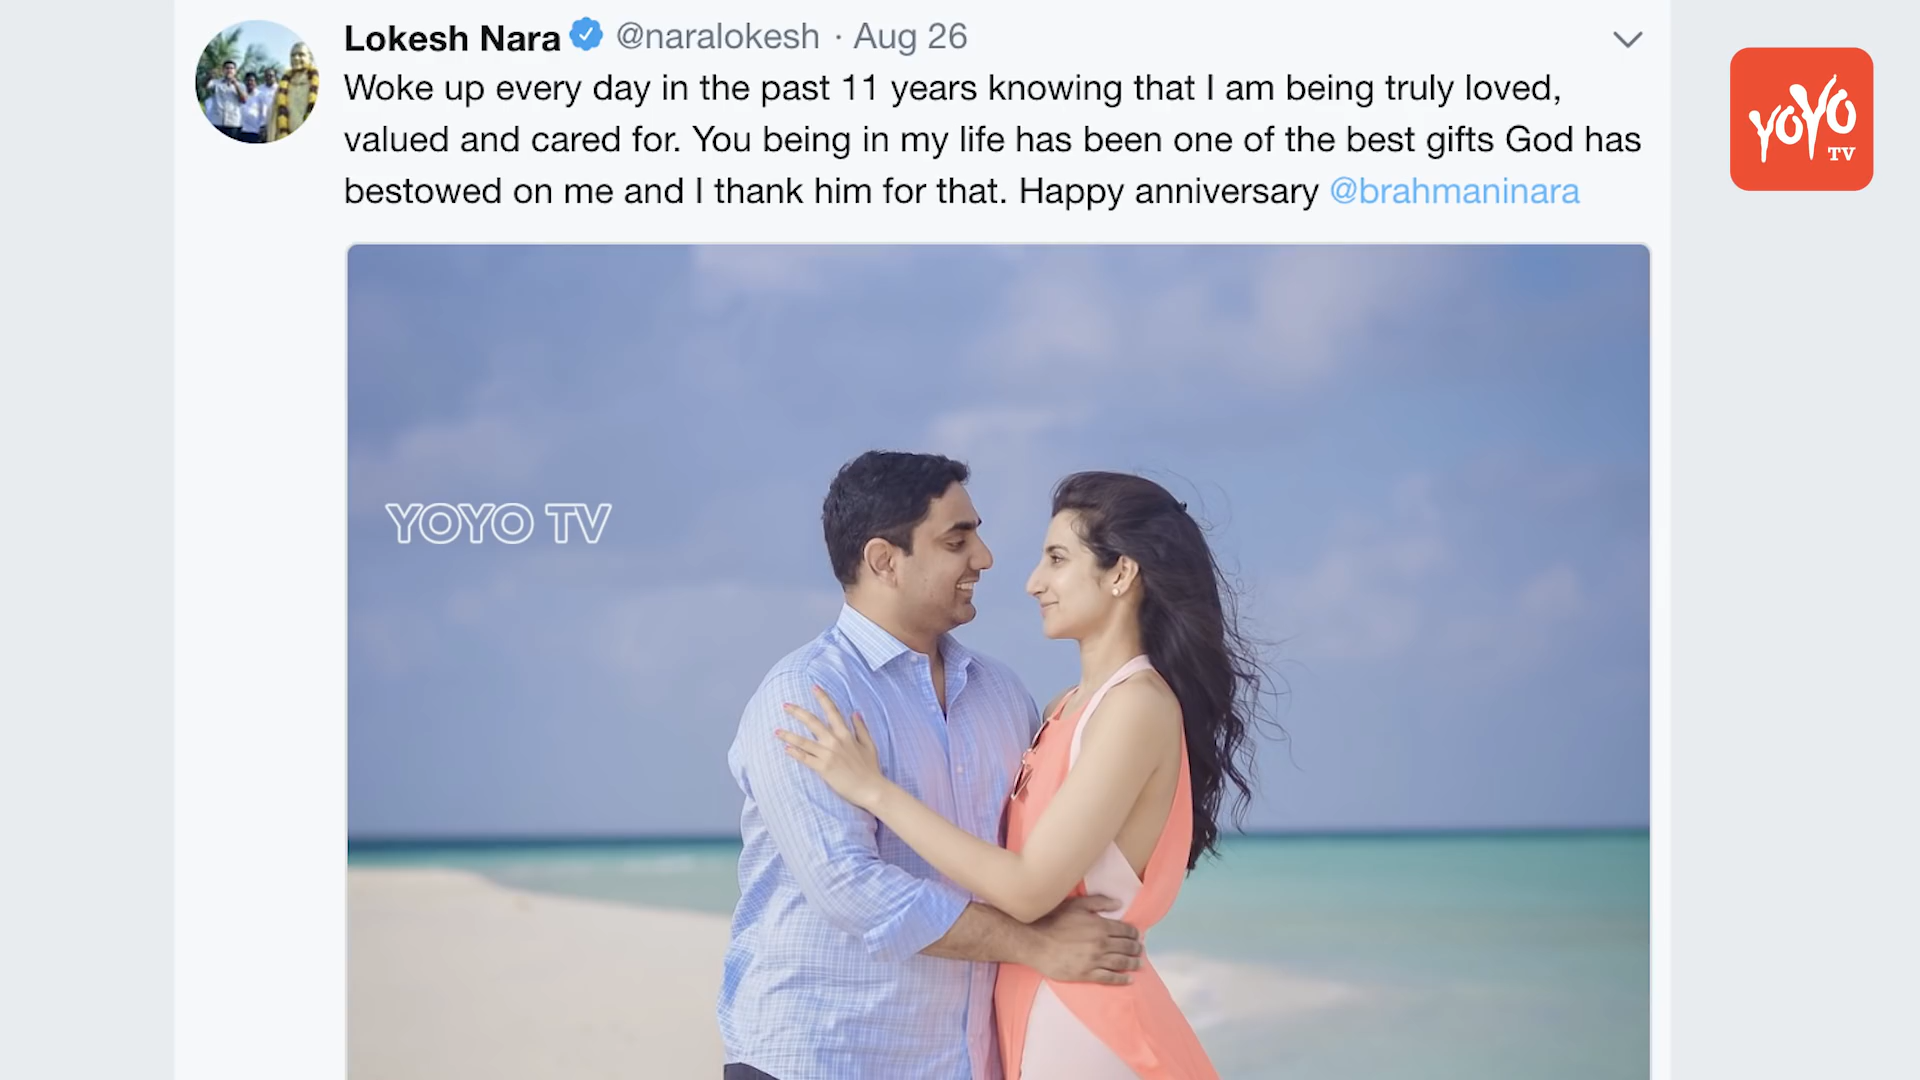 Lokesh Nara @naralokesh · Aug 26
Woke up every day in the past 11 years knowing that I am being truly loved,
valued and cared for. You being in my life has been one of the best gifts God has
bestowed on me and I thank him for that. Happy anniversary @brahmaninara
YOYO
TV
YOYO TV